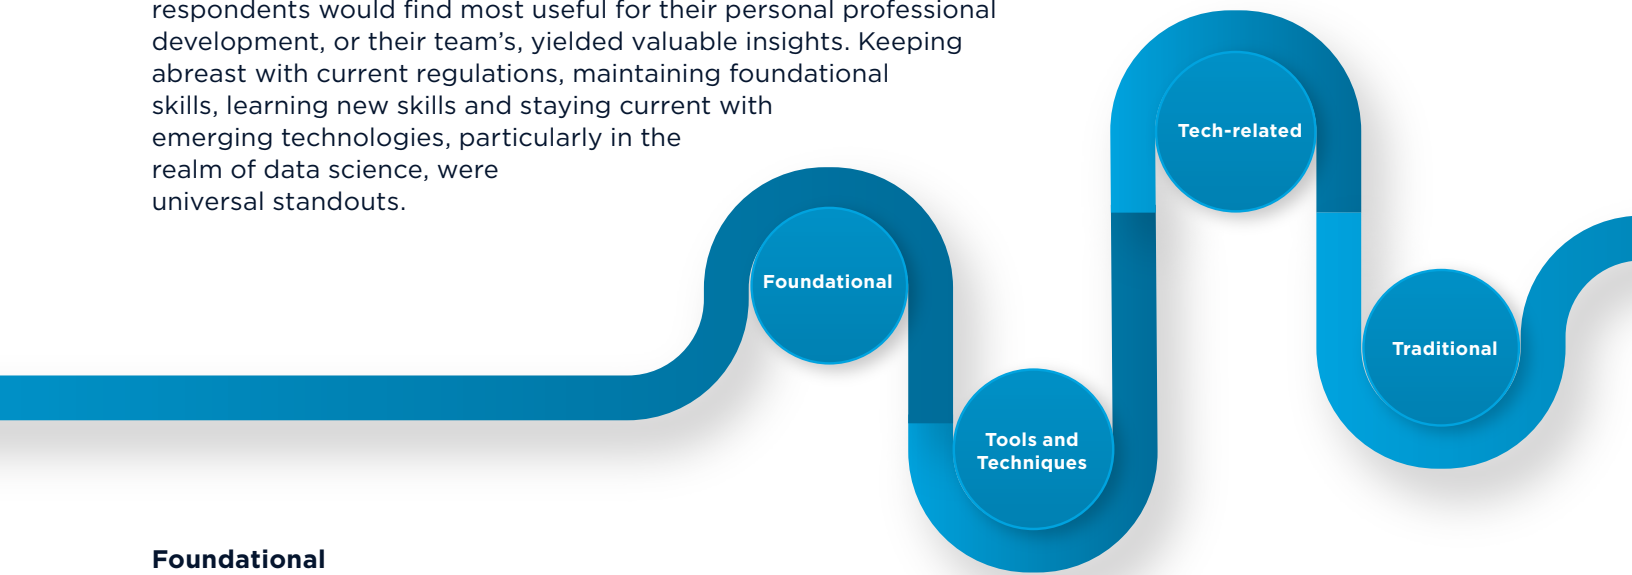 respondents would find most useful for their personal professional
development, or their team’s, yielded valuable insights. Keeping
abreast with current regulations, maintaining foundational
skills, learning new skills and staying current with
emerging technologies, particularly in the
realm of data science, were
universal standouts.
Foundational
Tools and
Techniques
Tech-related
Traditional
Foundational